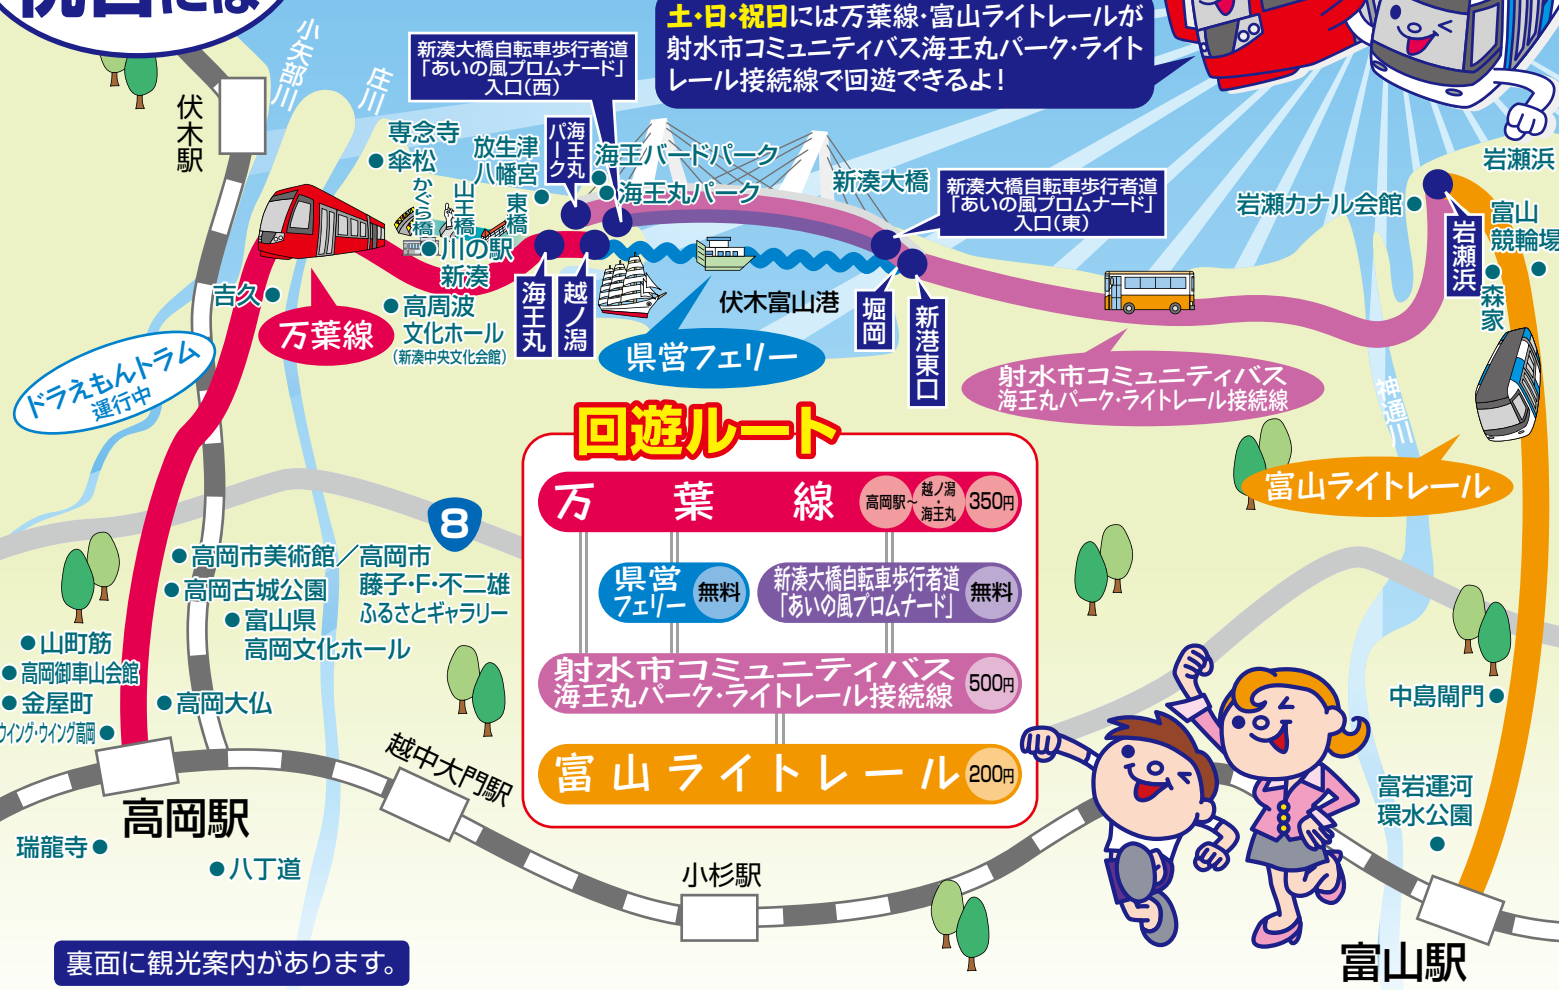 祝日には
土・日・祝日には万葉線・富山ライトレールが
射水市コミュニティバス海王丸パーク・ライト
レール接続線で回遊できるよ!
小矢部川
庄川
伏木駅
新湊大橋自転車歩行者道
「あいの風プロムナード」
入口(西)
専念寺
傘松
放生津
八幡宮
海王丸
パーク
海王バードパーク
海王丸パーク
新湊大橋
新湊大橋自転車歩行者道
「あいの風プロムナード」
入口(東)
岩瀬カナル会館
岩瀬浜
岩瀬浜
富山
競輪場
森家
かぐら橋
山王橋
東橋
川の駅
新湊
吉久
高周波
文化ホール
(新湊中央文化会館)
万葉線
海王丸
越ノ潟
県営フェリー
伏木富山港
堀岡
新港東口
射水市コミュニティバス
海王丸パーク・ライトレール接続線
神通川
富山ライトレール
ドラえもんトラム
運行中
8
回遊ルート
万葉線
高岡駅~
越ノ潟
・
海王丸
350円
県営
フェリー
無料
新湊大橋自転車歩行者道
「あいの風プロムナード」
無料
射水市コミュニティバス
海王丸パーク・ライトレール接続線
500円
富山ライトレール
200円
高岡市美術館/高岡市
藤子・F・不二雄
ふるさとギャラリー
高岡古城公園
富山県
高岡文化ホール
山町筋
高岡御車山会館
金屋町
高岡大仏
ウイング・ウイング高岡
高岡駅
越中大門駅
瑞龍寺
八丁道
小杉駅
中島閘門
富岩運河
環水公園
富山駅
裏面に観光案内があります。